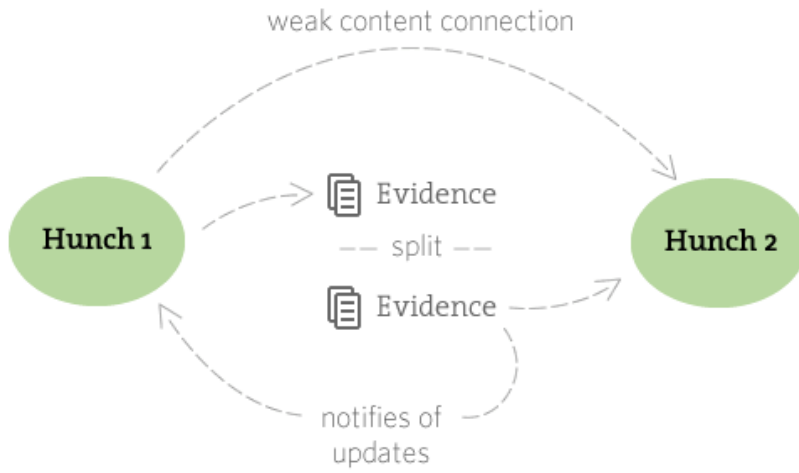 weak content connection
Evidence
Hunch 1
split
Hunch 2
Evidence
notifies of
updates